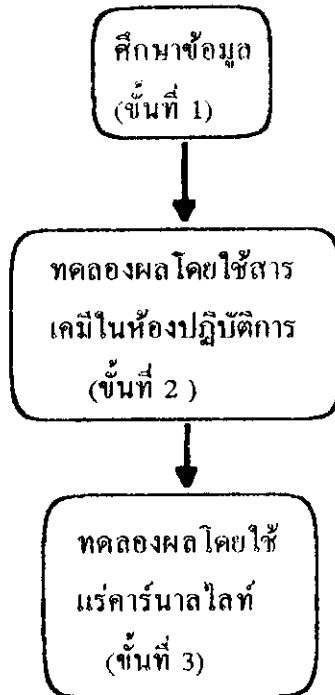 ศึกษาข้อมูล
(ขั้นที่ 1)
ทดลองผลโดยใช้สาร
เคมีในห้องปฏิบัติการ
(ขั้นที่ 2 )
ทดลองผลโดยใช้
แร่คาร์นาลไลท์
(ขั้นที่ 3)